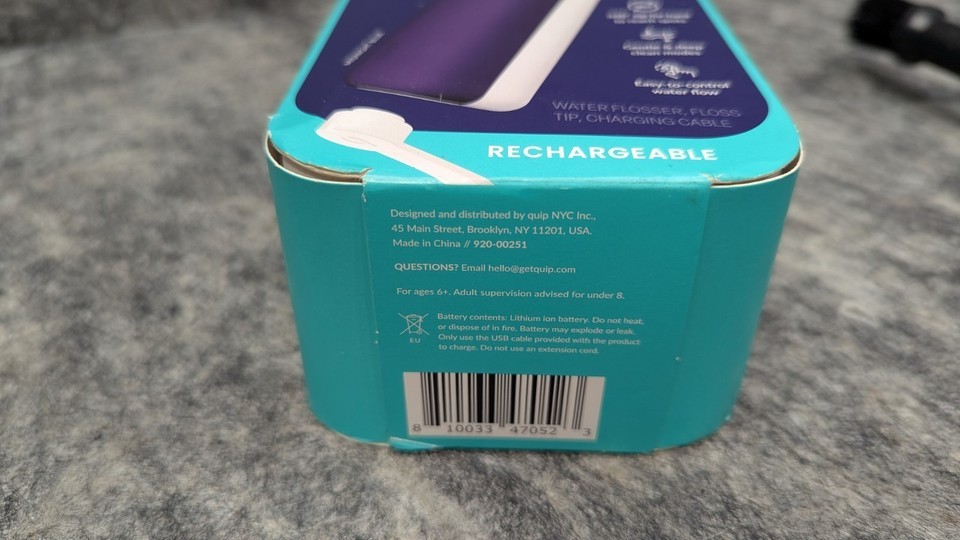 Gentle & deep
clean modes
Easy-to-control
water flow
WATER FLOSSER, FLOSS
TIP, CHARGING CABLE
RECHARGEABLE
Designed and distributed by quip NYC Inc.,
45 Main Street, Brooklyn, NY 11201, USA.
Made in China // 920-00251
QUESTIONS? Email hello@getquip.com
For ages 6+. Adult supervision advised for under 8.
Battery contents: Lithium ion battery. Do not heat,
or dispose of in fire. Battery may explode or leak.
Only use the USB cable provided with the product
to charge. Do not use an extension cord.
EU
8 10033 47052 3